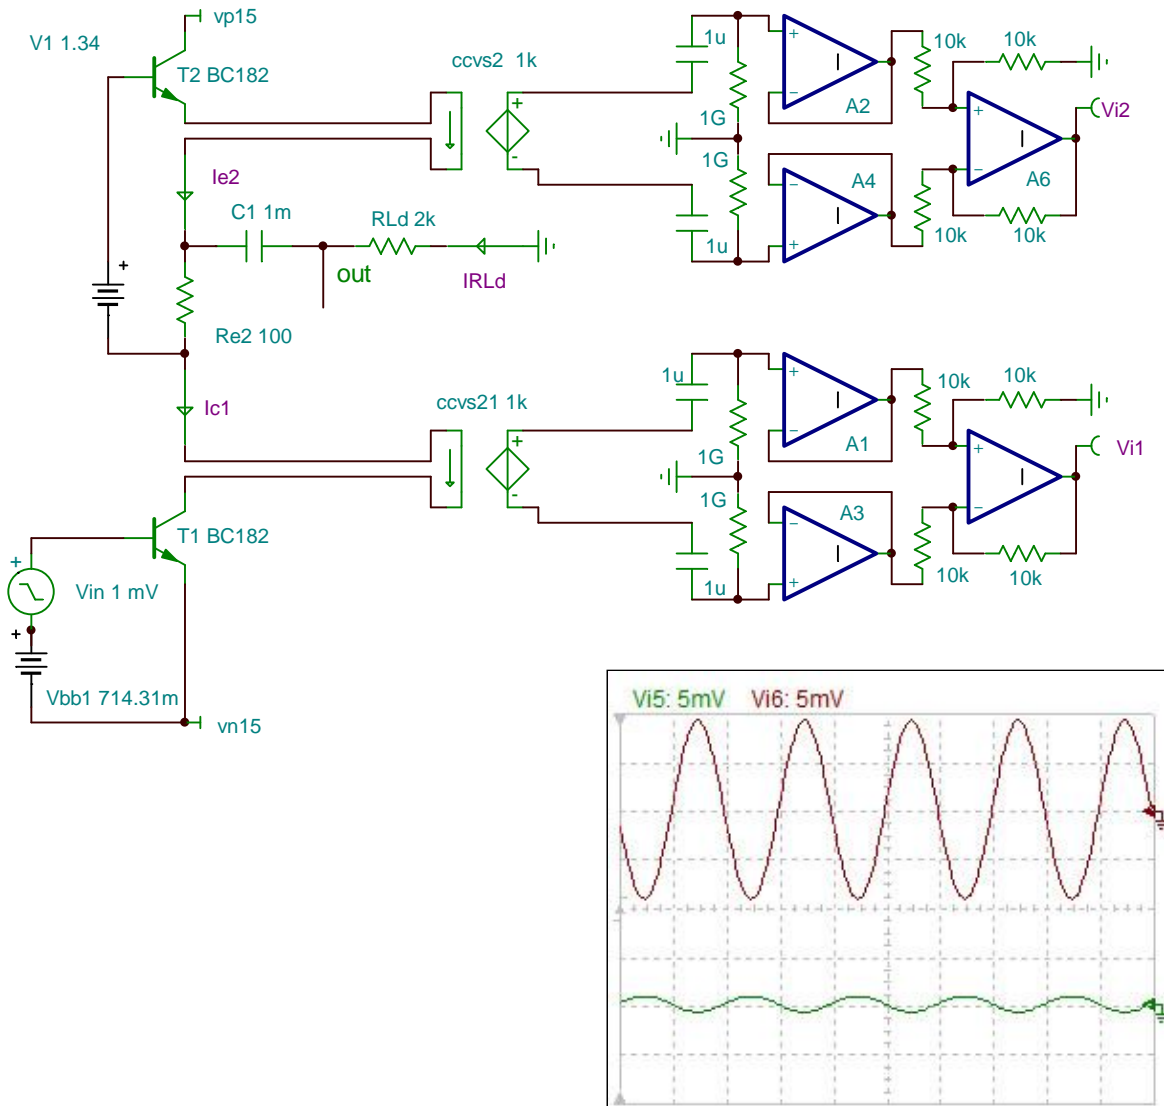 vp15
V1 1.34
T2 BC182
+
ccvs2 1k
+
-
1u
1G
1G
1u
+
-
A2
-
+
A4
10k
10k
10k
10k
+
-
A6
Vi2
Ie2
C1 1m
RLd 2k
out
IRLd
Re2 100
Ic1
ccvs21 1k
+
-
1u
1G
1G
1u
+
-
A1
-
+
A3
10k
10k
10k
10k
+
-
Vi1
T1 BC182
+
Vin 1 mV
+
Vbb1 714.31m
vn15
Vi5: 5mV Vi6: 5mV